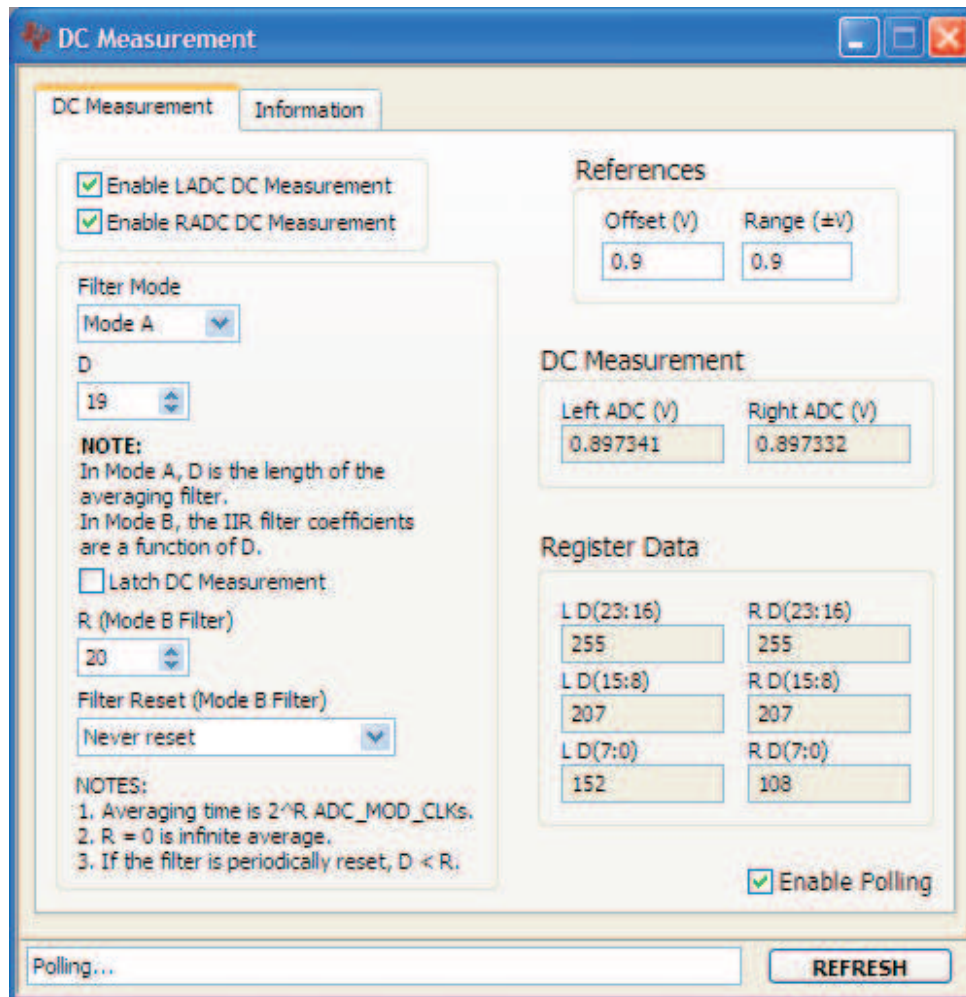 DC Measurement
DC Measurement
Information
Enable LADC DC Measurement
Enable RADC DC Measurement
Filter Mode
Mode A
D
19
NOTE:
In Mode A, D is the length of the
averaging filter.
In Mode B, the IIR filter coefficients
are a function of D.
Latch DC Measurement
R (Mode B Filter)
20
Filter Reset (Mode B Filter)
Never reset
NOTES:
1. Averaging time is 2^R ADC_MOD_CLKs.
2. R = 0 is infinite average.
3. If the filter is periodically reset, D < R.
References
Offset (V) Range (±V)
0.9 0.9
DC Measurement
Left ADC (V) Right ADC (V)
0.897341 0.897332
Register Data
L D(23:16) R D(23:16)
255 255
L D(15:8) R D(15:8)
207 207
L D(7:0) R D(7:0)
152 108
Enable Polling
Polling...
REFRESH